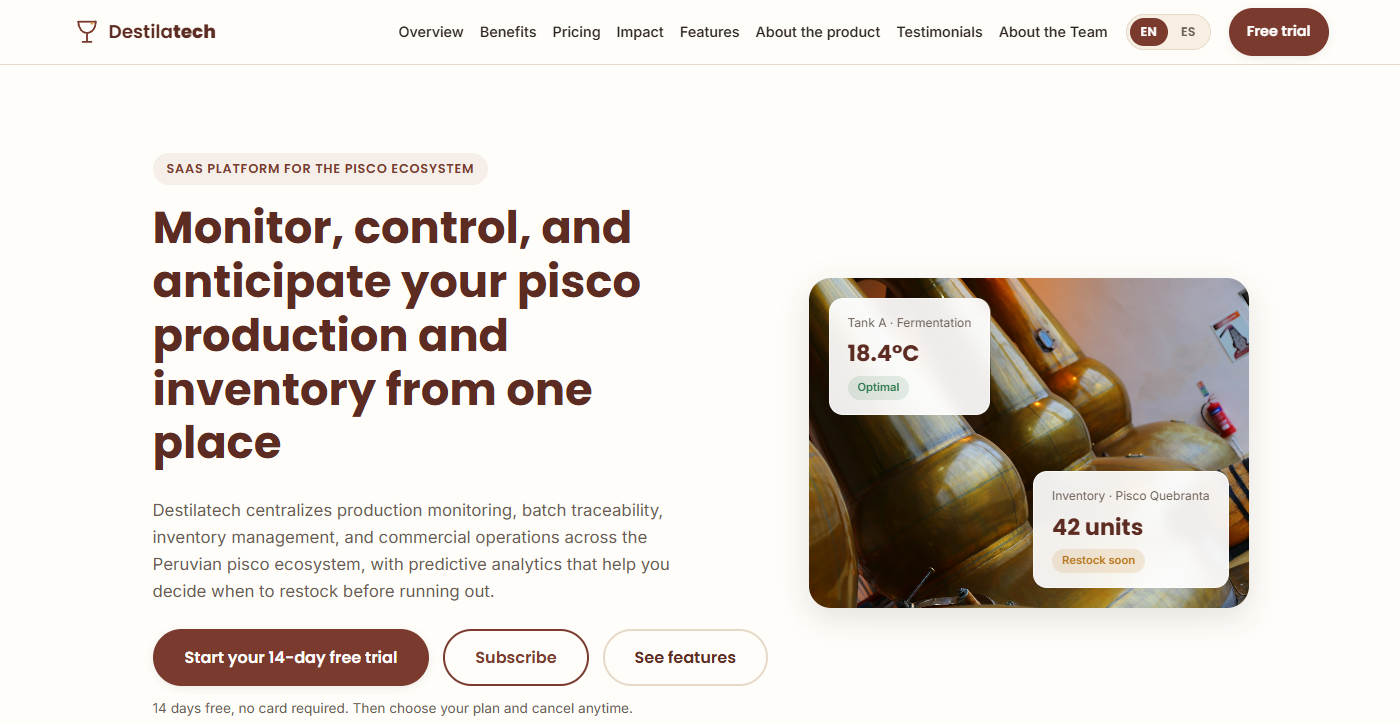 Destilatech
Overview
Benefits
Pricing
Impact
Features
About the product
Testimonials
About the Team
EN
ES
Free trial
SAAS PLATFORM FOR THE PISCO ECOSYSTEM
Monitor, control, and
anticipate your pisco
production and
inventory from one
place
Destilatech centralizes production monitoring, batch traceability,
inventory management, and commercial operations across the
Peruvian pisco ecosystem, with predictive analytics that help you
decide when to restock before running out.
Start your 14-day free trial
Subscribe
See features
14 days free, no card required. Then choose your plan and cancel anytime.
Tank A · Fermentation
18.4°C
Optimal
Inventory · Pisco Quebranta
42 units
Restock soon